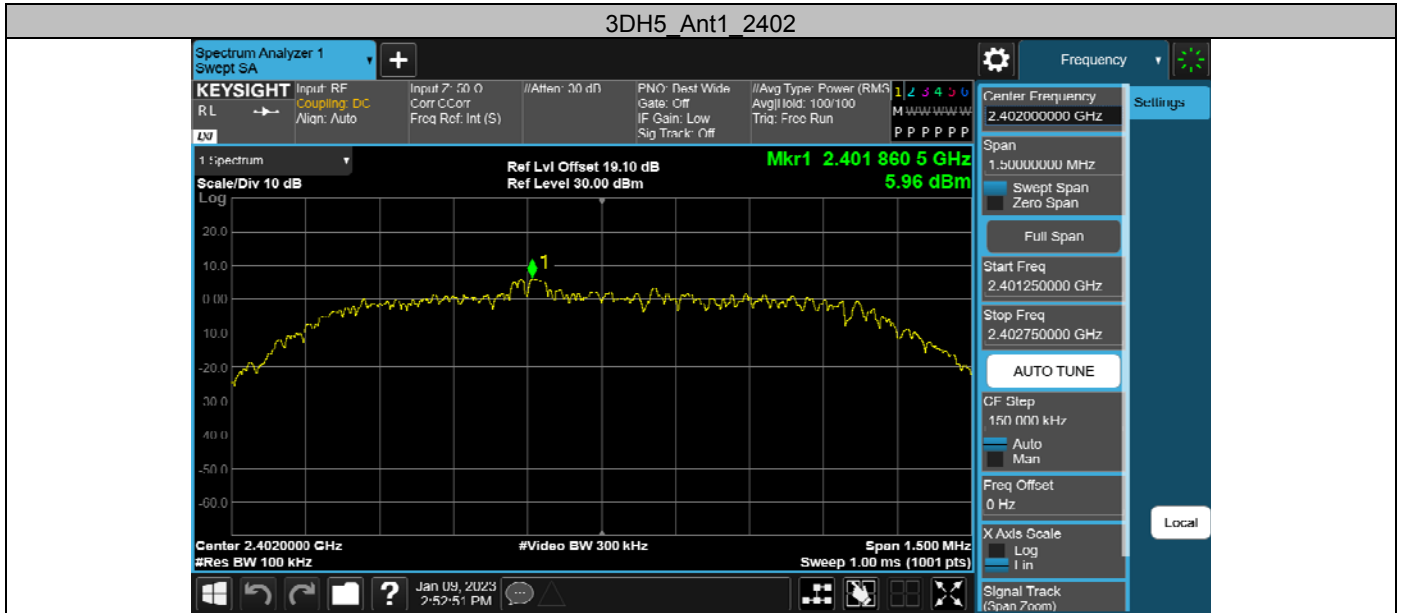 3DH5_Ant1_2402
Spectrum Analyzer 1
Swept SA
+
Frequency
KEYSIGHT
RL
LXI
Input: RF
Coupling: DC
Align: Auto
Input Z: 50 Ω
Corr CCorr
Freq Ref: Int (S)
#Atten: 30 dB
PNO: Best Wide
Gate: Off
IF Gain: Low
Sig Track: Off
#Avg Type: Power (RMS
Avg|Hold: 100/100
Trig: Free Run
1 2 3 4 5 6
M W W W W W
P P P P P P
1 Spectrum
Scale/Div 10 dB
Log
Ref Lvl Offset 19.10 dB
Ref Level 30.00 dBm
Mkr1 2.401 860 5 GHz
5.96 dBm
20.0
10.0
0.00
10.0
-20.0
30.0
40.0
-50.0
-60.0
1
Center 2.4020000 GHz
#Res BW 100 kHz
#Video BW 300 kHz
Span 1.500 MHz
Sweep 1.00 ms (1001 pts)
?
Jan 09, 2023
2:52:51 PM
Center Frequency
2.402000000 GHz
Settings
Span
1.50000000 MHz
Swept Span
Zero Span
Full Span
Start Freq
2.401250000 GHz
Stop Freq
2.402750000 GHz
AUTO TUNE
CF Step
150.000 kHz
Auto
Man
Freq Offset
0 Hz
X Axis Scale
Log
Lin
Signal Track
(Span Zoom)
Local